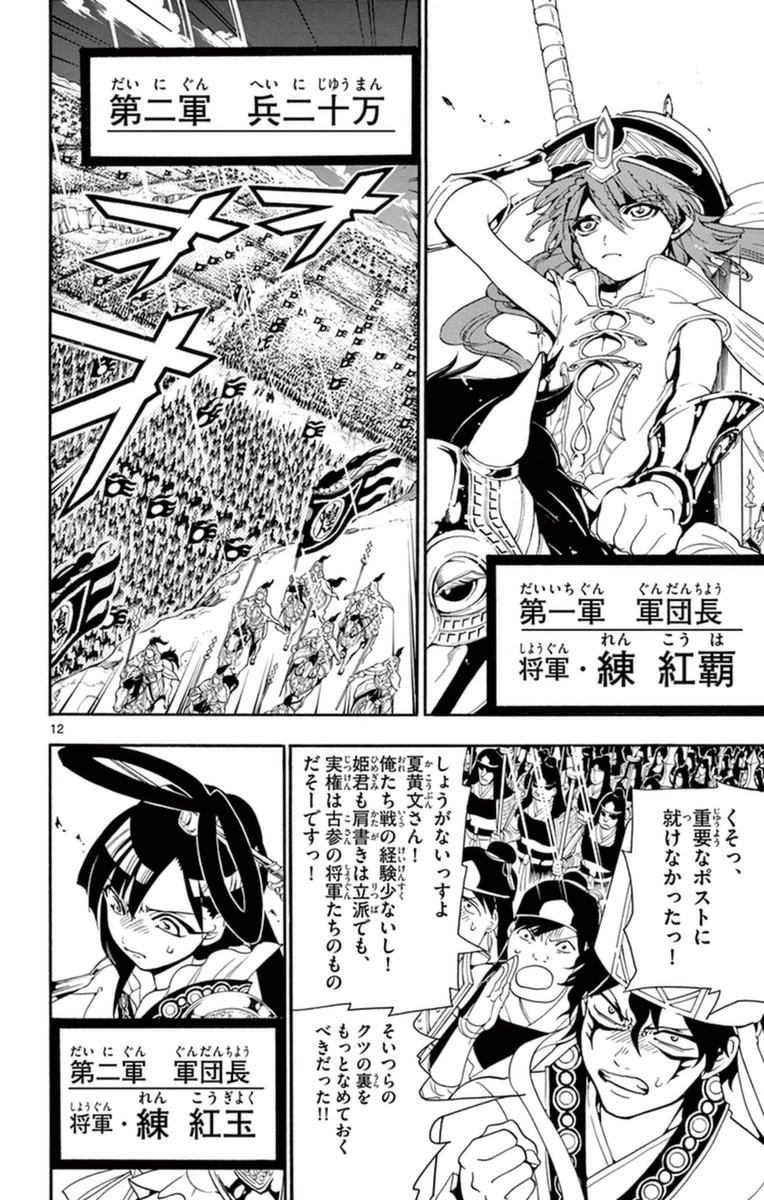 第一軍 軍団長
将軍・練 紅覇
第二軍 兵二十万
オオオ
12
くそっ、
重要なポストに
就けなかったっ！
しょうがないっすよ
夏黄文さん！
俺たち戦の経験少ないし！
姫君も肩書きは立派でも、
実権は古参の将軍たちのもの
だそーですっ！
そいつらの
クツの裏を
もっとなめておく
べきだった!!
第二軍 軍団長
将軍・練 紅玉